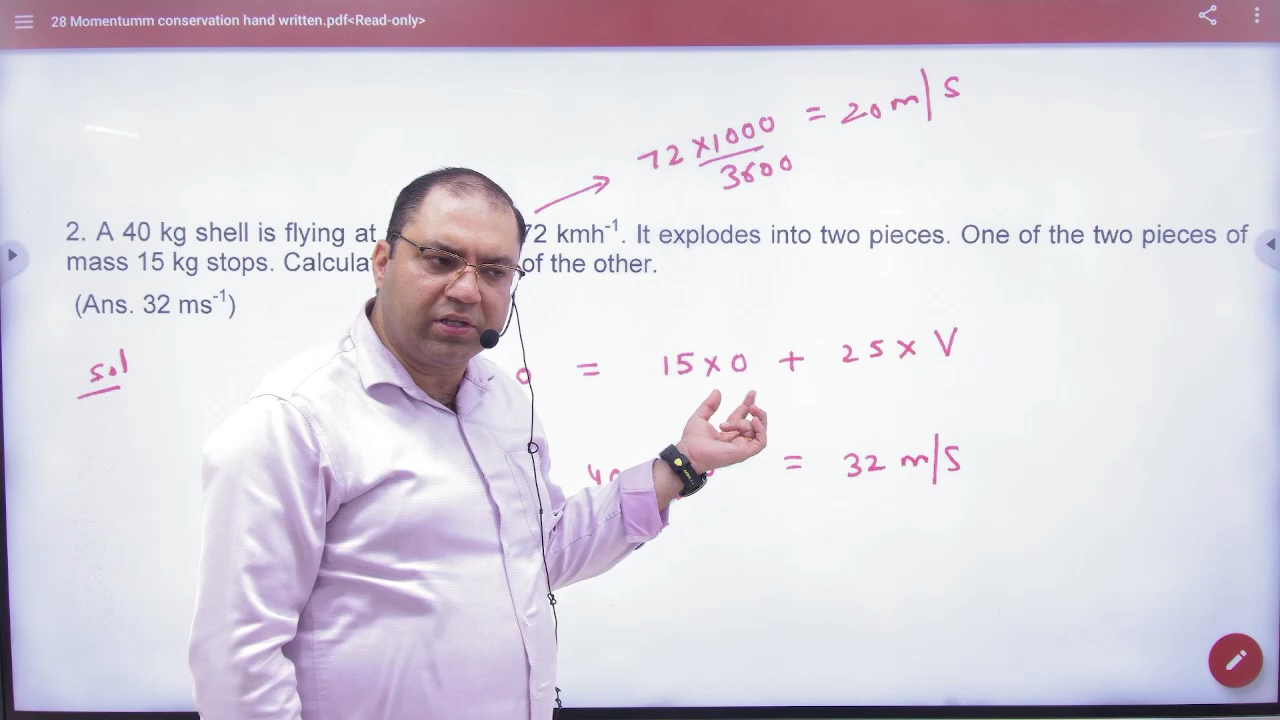 28 Momentumm conservation hand written.pdf<Read-only>
72 × 1000 / 3600 = 20 m/s
2. A 40 kg shell is flying at 72 kmh⁻¹. It explodes into two pieces. One of the two pieces of
mass 15 kg stops. of the other.
(Ans. 32 ms⁻¹)
Sol 0 = 15 × 0 + 25 × V
40 = 32 m/s